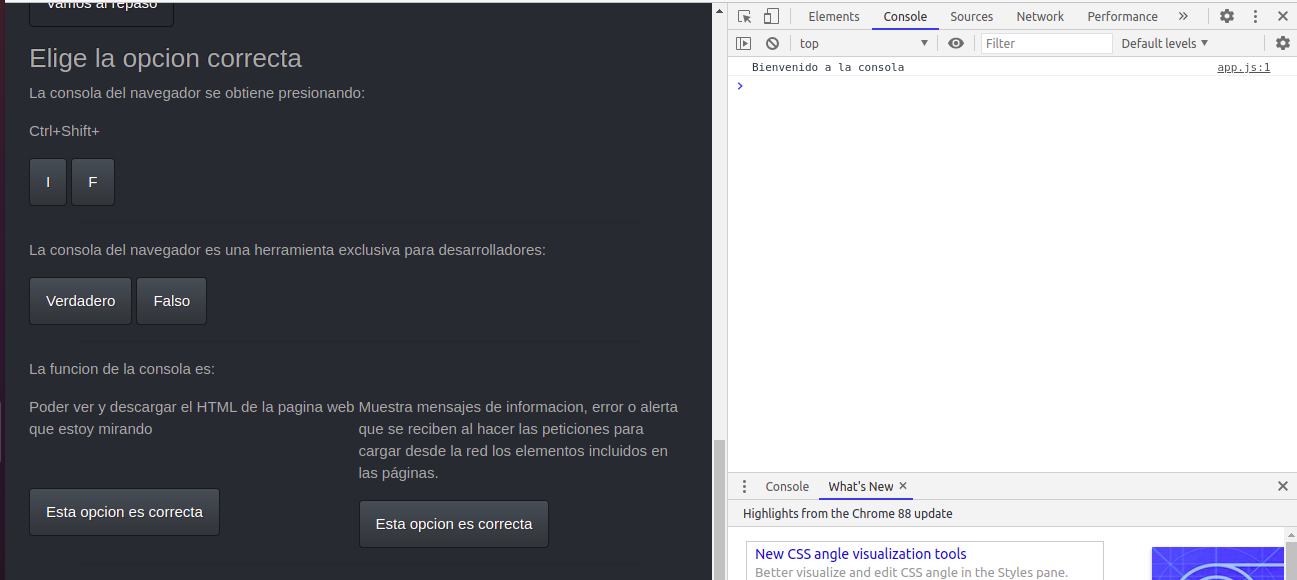 Vamos al repaso
Elige la opcion correcta
La consola del navegador se obtiene presionando:
Ctrl+Shift+
I F
La consola del navegador es una herramienta exclusiva para desarrolladores:
Verdadero Falso
La funcion de la consola es:
Poder ver y descargar el HTML de la pagina web
que estoy mirando
Esta opcion es correcta
Muestra mensajes de informacion, error o alerta
que se reciben al hacer las peticiones para
cargar desde la red los elementos incluidos en
las páginas.
Esta opcion es correcta
Elements Console Sources Network Performance »
top Filter Default levels
Bienvenido a la consola app.js:1
Console What's New
Highlights from the Chrome 88 update
New CSS angle visualization tools
Better visualize and edit CSS angle in the Styles pane.